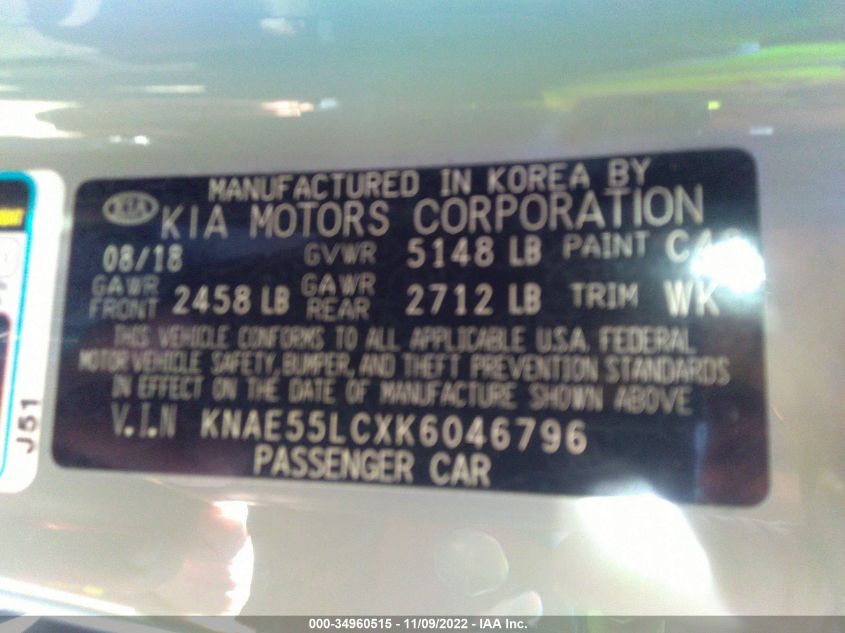 MANUFACTURED IN KOREA BY
KIA KIA MOTORS CORPORATION
08/18 GVWR 5148 LB PAINT
GAWR FRONT 2458 LB GAWR REAR 2712 LB TRIM WK
THIS VEHICLE CONFORMS TO ALL APPLICABLE U.S.A. FEDERAL
MOTOR VEHICLE SAFETY, BUMPER, AND THEFT PREVENTION STANDARDS
IN EFFECT ON THE DATE OF MANUFACTURE SHOWN ABOVE
V.I.N KNAE55LCXK6046796
PASSENGER CAR
J51
000-34960515 - 11/09/2022 - IAA Inc.